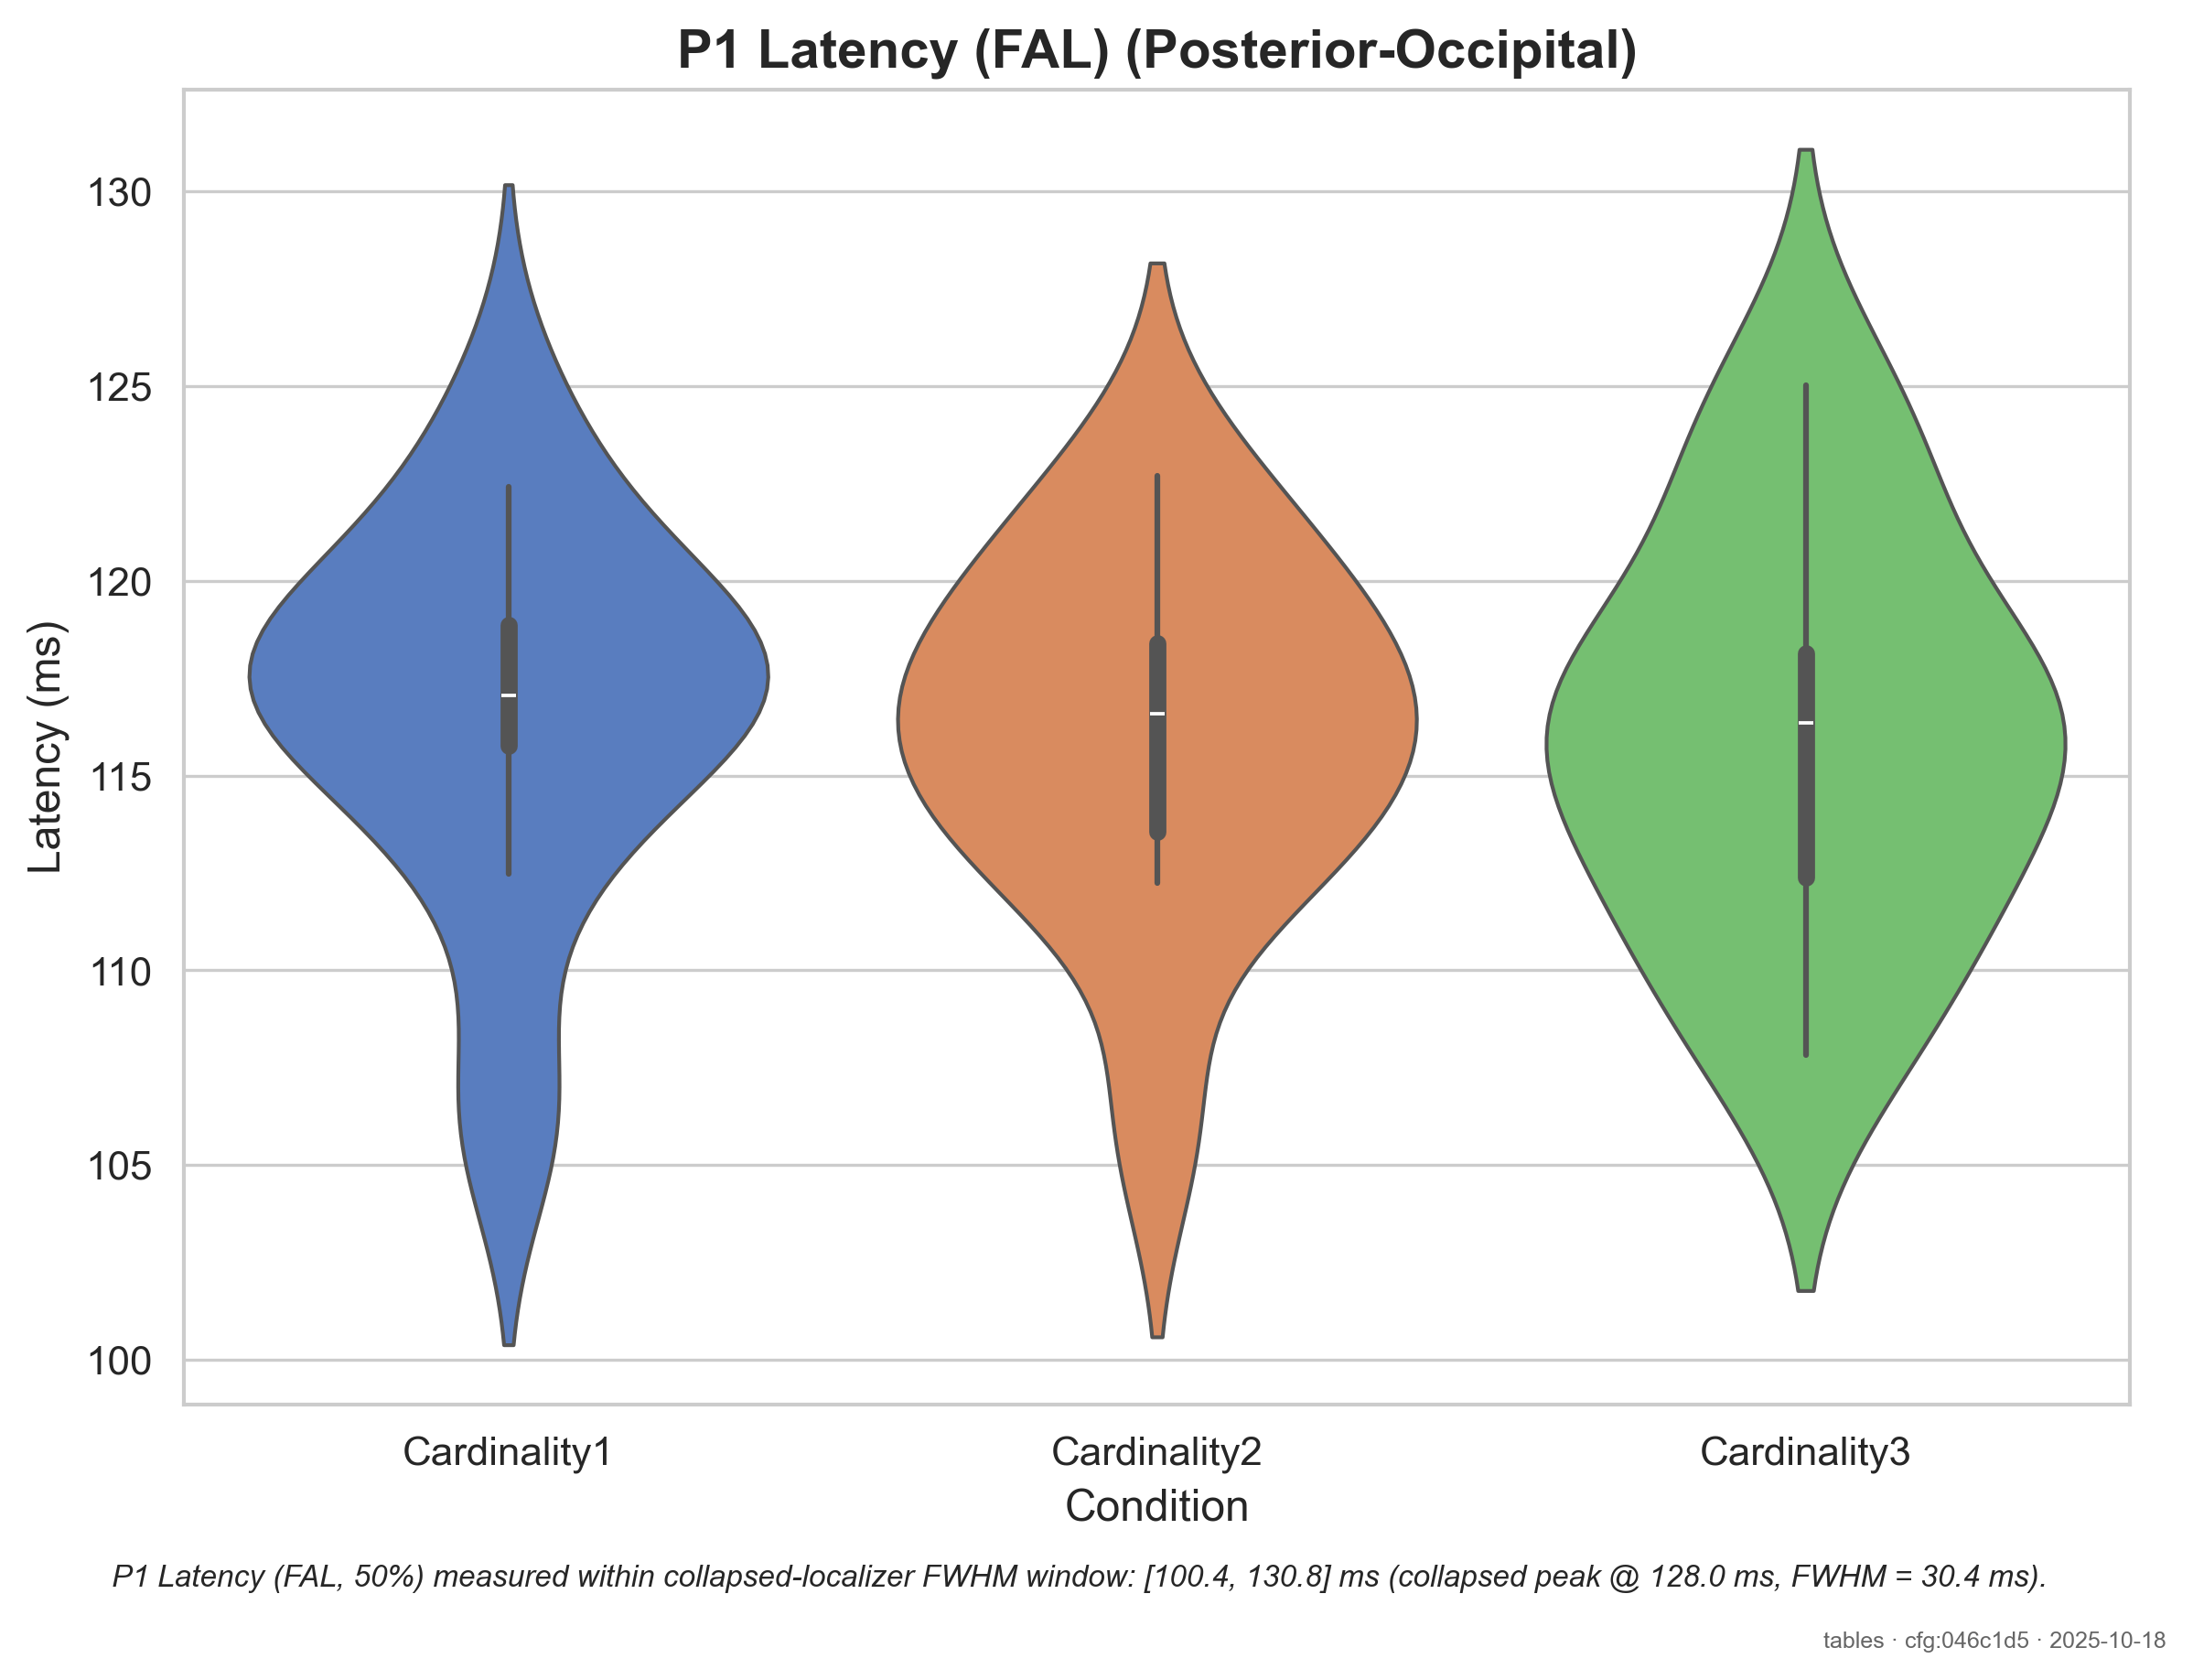 P1 Latency (FAL) (Posterior-Occipital)
Latency (ms)
130
125
120
115
110
105
100
Cardinality1 Cardinality2 Cardinality3
Condition
P1 Latency (FAL, 50%) measured within collapsed-localizer FWHM window: [100.4, 130.8] ms (collapsed peak @ 128.0 ms, FWHM = 30.4 ms).
tables · cfg:046c1d5 · 2025-10-18